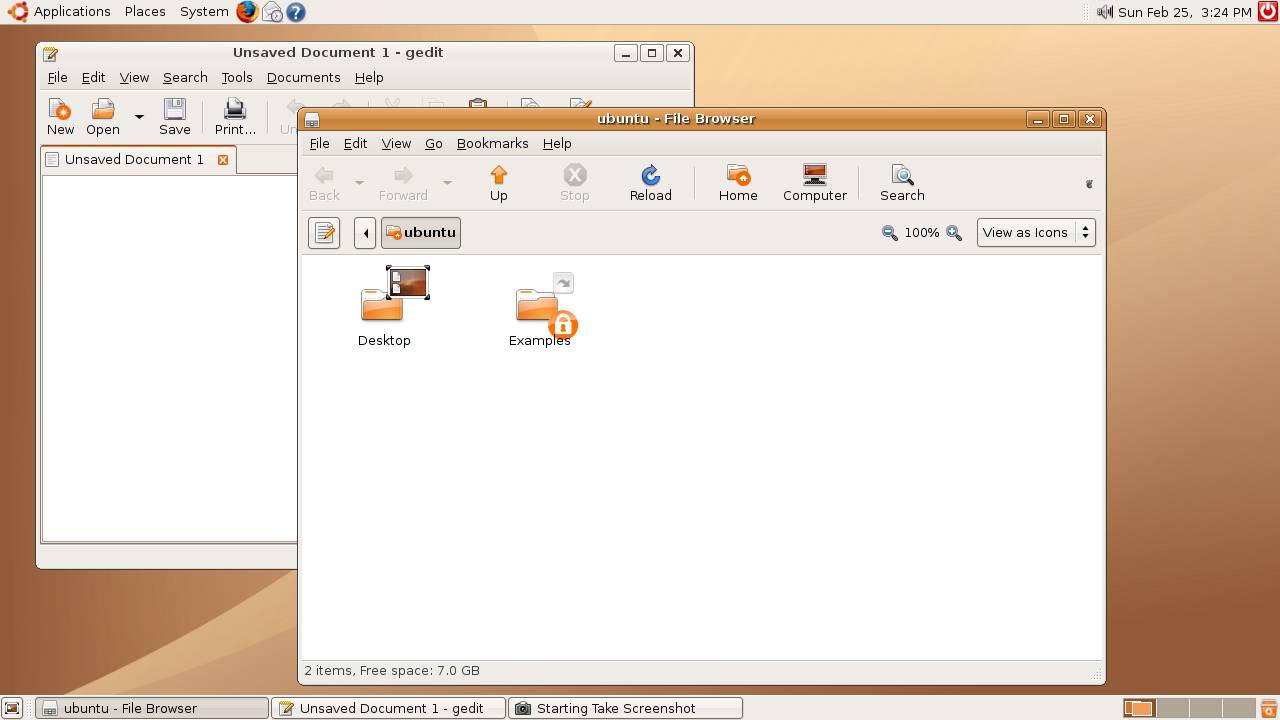 Applications Places System Sun Feb 25, 3:24 PM
Unsaved Document 1 - gedit
File Edit View Search Tools Documents Help
New Open Save Print...
Unsaved Document 1
ubuntu - File Browser
File Edit View Go Bookmarks Help
Back Forward Up Stop Reload Home Computer Search
ubuntu 100% View as Icons
Desktop Examples
2 items, Free space: 7.0 GB
ubuntu - File Browser Unsaved Document 1 - gedit Starting Take Screenshot